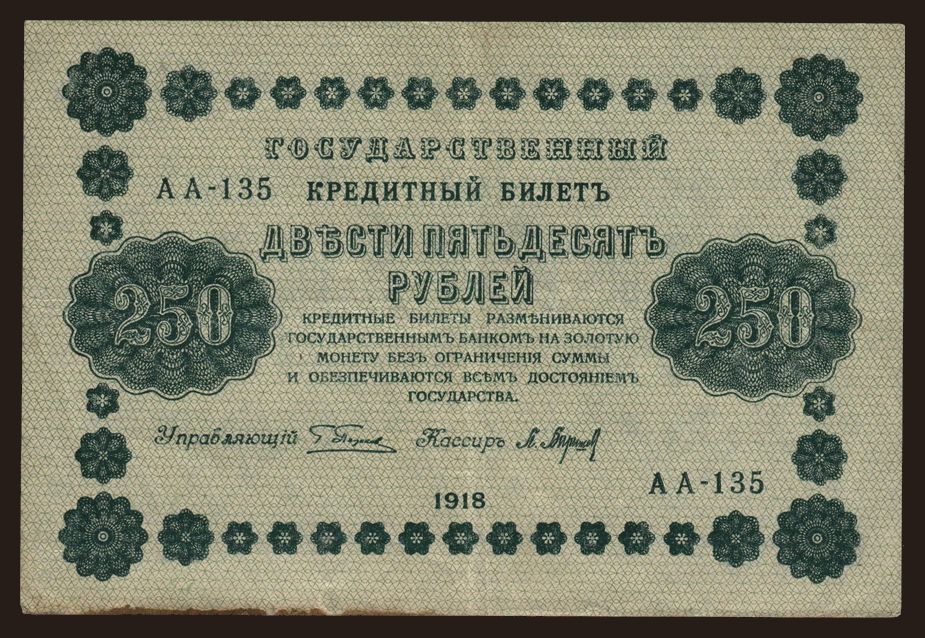 ГОСУДАРСТВЕННЫЙ
АА-135 КРЕДИТНЫЙ БИЛЕТЪ
ДВѢСТИ ПЯТЬДЕСЯТЪ
РУБЛЕЙ
250 250
КРЕДИТНЫЕ БИЛЕТЫ РАЗМѢНИВАЮТСЯ
ГОСУДАРСТВЕННЫМЪ БАНКОМЪ НА ЗОЛОТУЮ
МОНЕТУ БЕЗЪ ОГРАНИЧЕНІЯ СУММЫ
И ОБЕЗПЕЧИВАЮТСЯ ВСѢМЪ ДОСТОЯНІЕМЪ
ГОСУДАРСТВА.
Управляющій Кассиръ
АА-135
1918